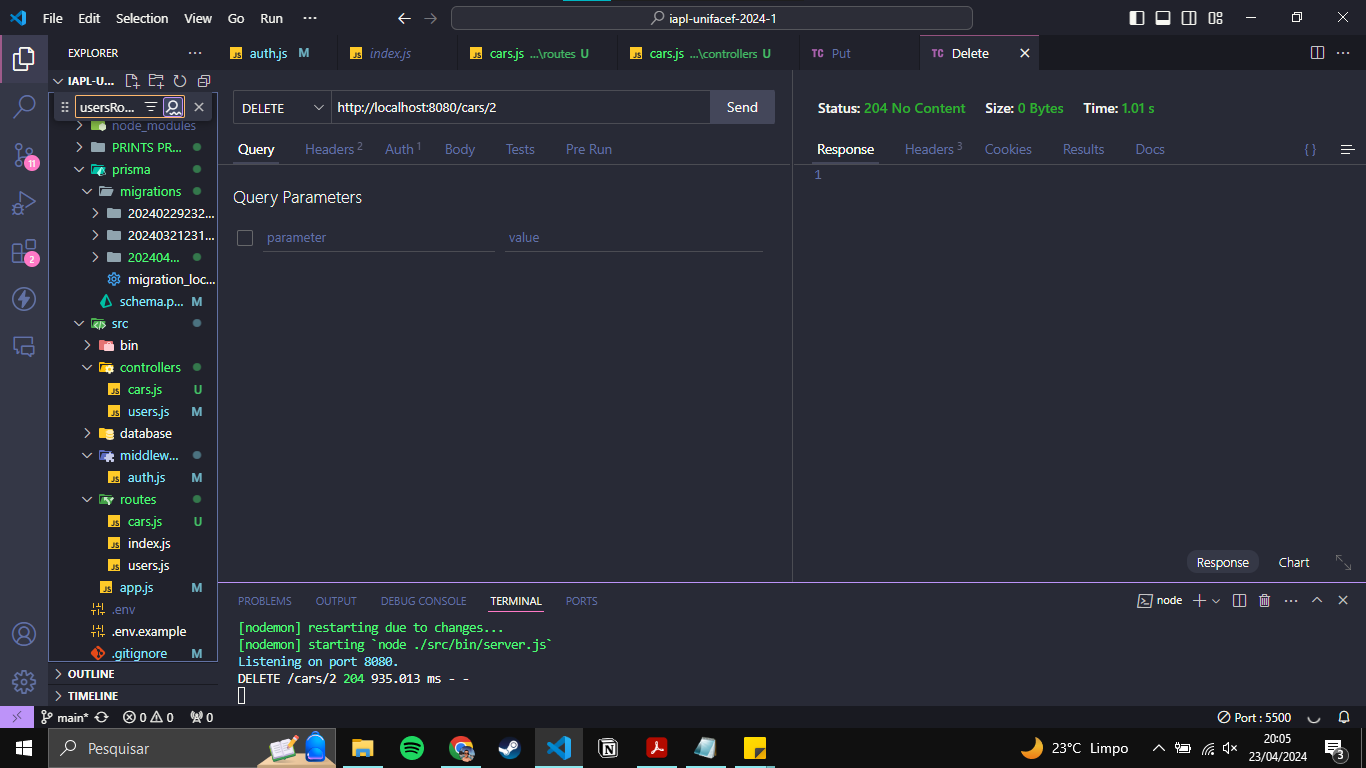 File Edit Selection View Go Run ··· iapl-unifacef-2024-1
EXPLORER ···
auth.js M
index.js
cars.js ...\routes U
cars.js ...\controllers U
TC Put
TC Delete
IAPL-U...
usersRo...
node_modules
PRINTS PR...
prisma
migrations
20240229232...
20240321231...
202404...
migration_loc...
schema.p... M
src
bin
controllers
cars.js U
users.js M
database
middlew...
auth.js M
routes
cars.js U
index.js
users.js
app.js M
.env
.env.example
.gitignore M
OUTLINE
TIMELINE
11
2
DELETE http://localhost:8080/cars/2 Send
Query Headers 2 Auth 1 Body Tests Pre Run
Query Parameters
parameter value
Status: 204 No Content Size: 0 Bytes Time: 1.01 s
Response Headers 3 Cookies Results Docs { }
1
Response Chart
PROBLEMS OUTPUT DEBUG CONSOLE TERMINAL PORTS node
[nodemon] restarting due to changes...
[nodemon] starting `node ./src/bin/server.js`
Listening on port 8080.
DELETE /cars/2 204 935.013 ms - -
main* 0 0 0 Port : 5500
Pesquisar 23°C Limpo 20:05
23/04/2024
3